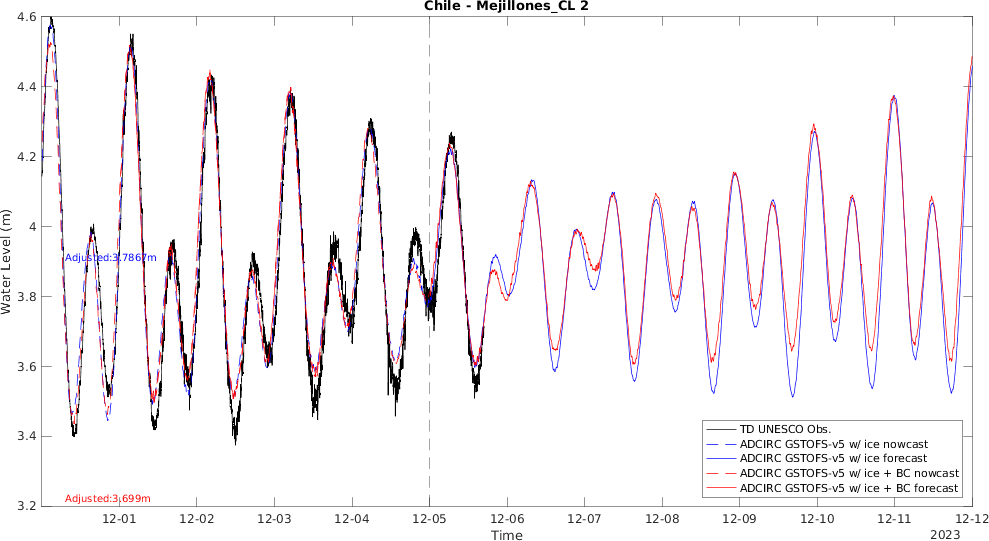 Chile - Mejillones_CL 2
4.6
4.4
4.2
4
3.8
3.6
3.4
3.2
Water Level (m)
Adjusted:3.7867m
Adjusted:3.699m
TD UNESCO Obs.
ADCIRC GSTOFS-v5 w/ ice nowcast
ADCIRC GSTOFS-v5 w/ ice forecast
ADCIRC GSTOFS-v5 w/ ice + BC nowcast
ADCIRC GSTOFS-v5 w/ ice + BC forecast
12-01 12-02 12-03 12-04 12-05 12-06 12-07 12-08 12-09 12-10 12-11 12-12
Time
2023